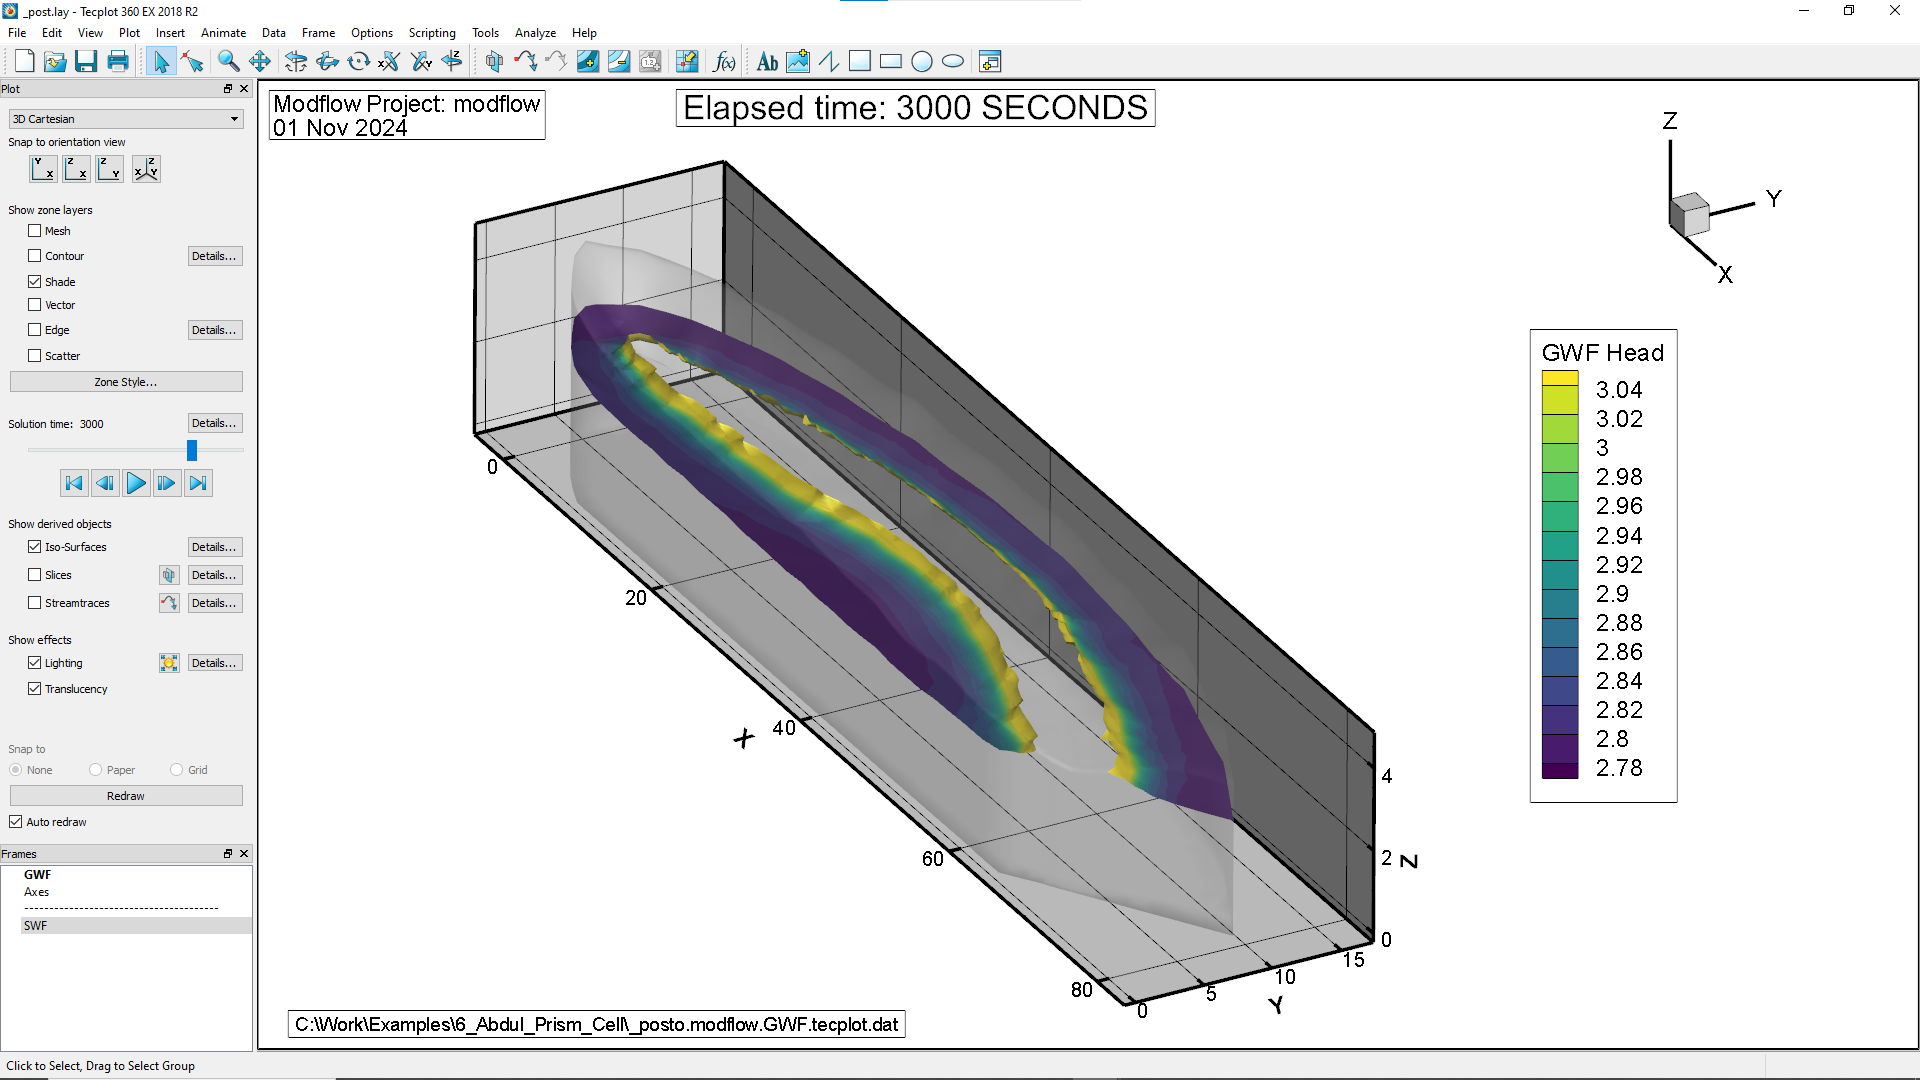 _post.lay - Tecplot 360 EX 2018 R2
File Edit View Plot Insert Animate Data Frame Options Scripting Tools Analyze Help
Plot
3D Cartesian
Snap to orientation view
Y X Z X Z Y Z X Y
Show zone layers
Mesh
Contour Details...
Shade
Vector
Edge Details...
Scatter
Zone Style...
Solution time: 3000 Details...
Show derived objects
Iso-Surfaces Details...
Slices Details...
Streamtraces Details...
Show effects
Lighting Details...
Translucency
Snap to
None Paper Grid
Redraw
Auto redraw
Frames
GWF
Axes
SWF
Click to Select, Drag to Select Group
Modflow Project: modflow
01 Nov 2024
Elapsed time: 3000 SECONDS
Z
Y
X
GWF Head
3.04
3.02
3
2.98
2.96
2.94
2.92
2.9
2.88
2.86
2.84
2.82
2.8
2.78
0
20
40
X
60
80
0
5
10
15
Y
4
2
0
Z
C:\Work\Examples\6_Abdul_Prism_Cell\_posto.modflow.GWF.tecplot.dat